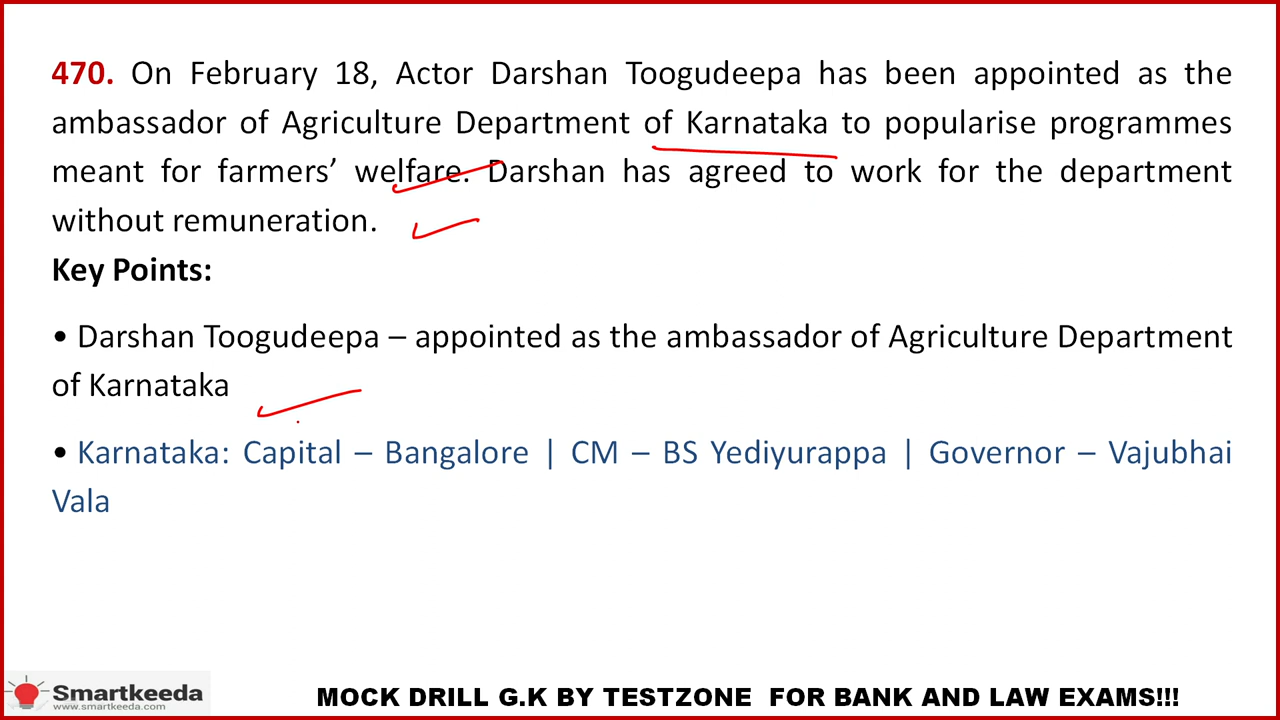 470. On February 18, Actor Darshan Toogudeepa has been appointed as the
ambassador of Agriculture Department of Karnataka to popularise programmes
meant for farmers’ welfare. Darshan has agreed to work for the department
without remuneration.
Key Points:
• Darshan Toogudeepa – appointed as the ambassador of Agriculture Department
of Karnataka
• Karnataka: Capital – Bangalore | CM – BS Yediyurappa | Governor – Vajubhai
Vala
Smartkeeda
www.smartkeeda.com
MOCK DRILL G.K BY TESTZONE FOR BANK AND LAW EXAMS!!!